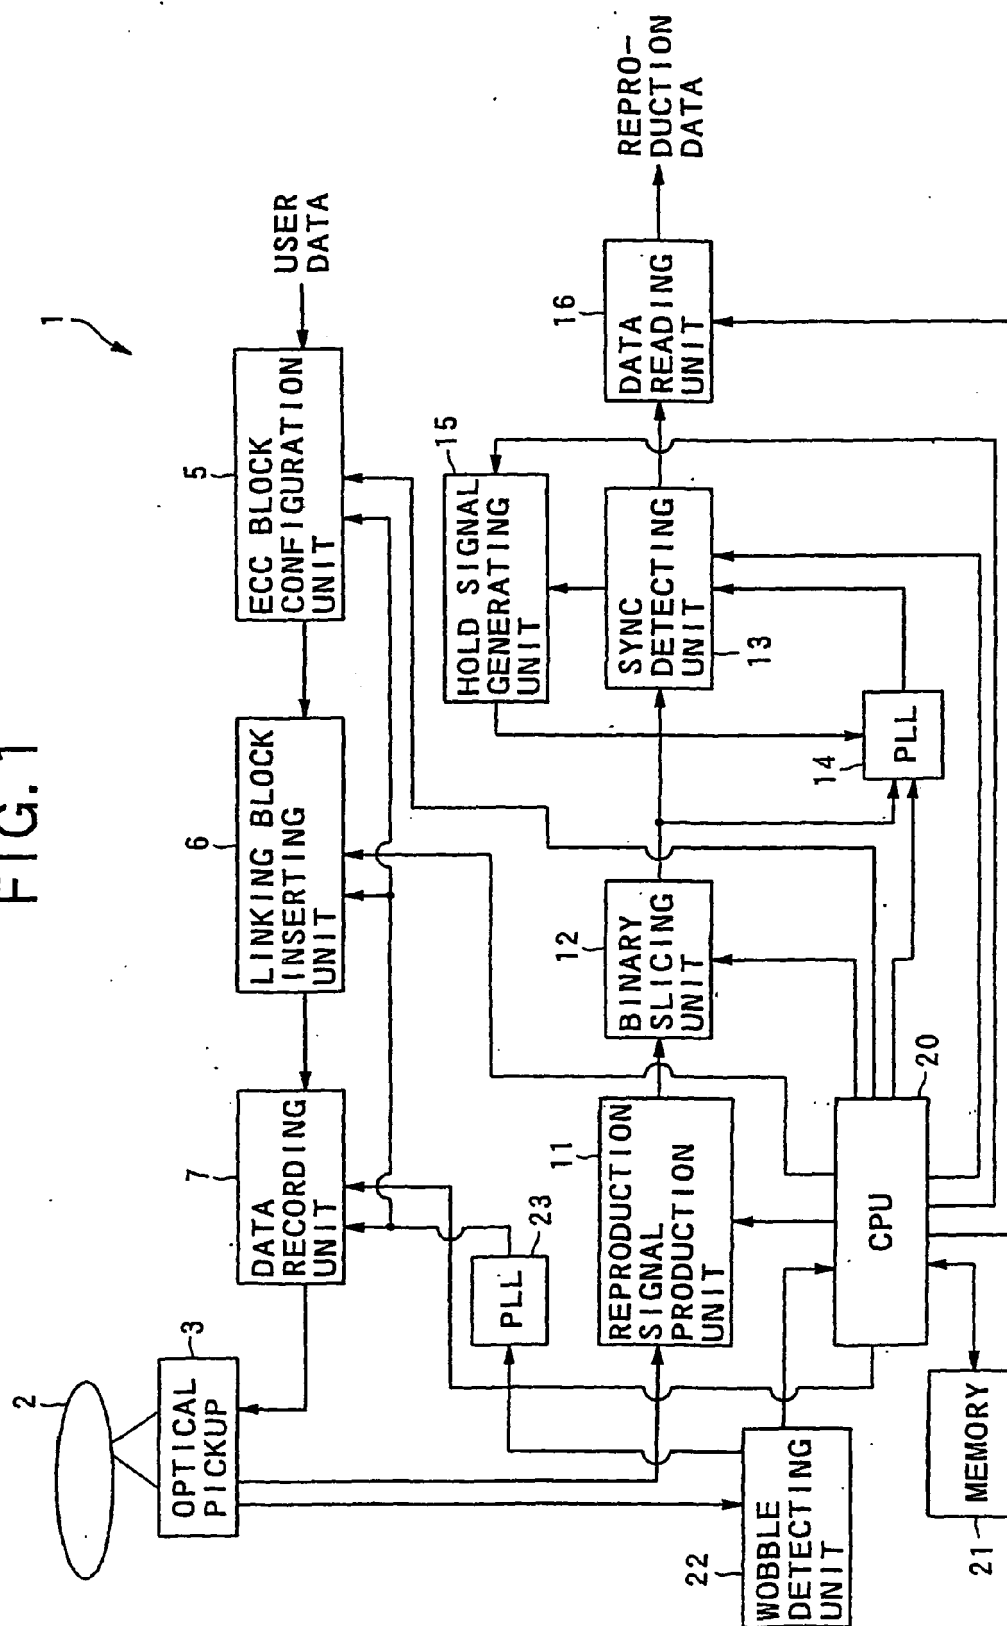 FIG. 1
1
2
3
OPTICAL
PICKUP
7
DATA
RECORDING
UNIT
6
LINKING BLOCK
INSERTING
UNIT
5
ECC BLOCK
CONFIGURATION
UNIT
USER
DATA
23
PLL
15
HOLD SIGNAL
GENERATING
UNIT
11
REPRODUCTION
SIGNAL
PRODUCTION
UNIT
12
BINARY
SLICING
UNIT
SYNC
DETECTING
UNIT
13
16
DATA
READING
UNIT
REPRO-
DUCTION
DATA
22
WOBBLE
DETECTING
UNIT
CPU
20
14
PLL
MEMORY
21